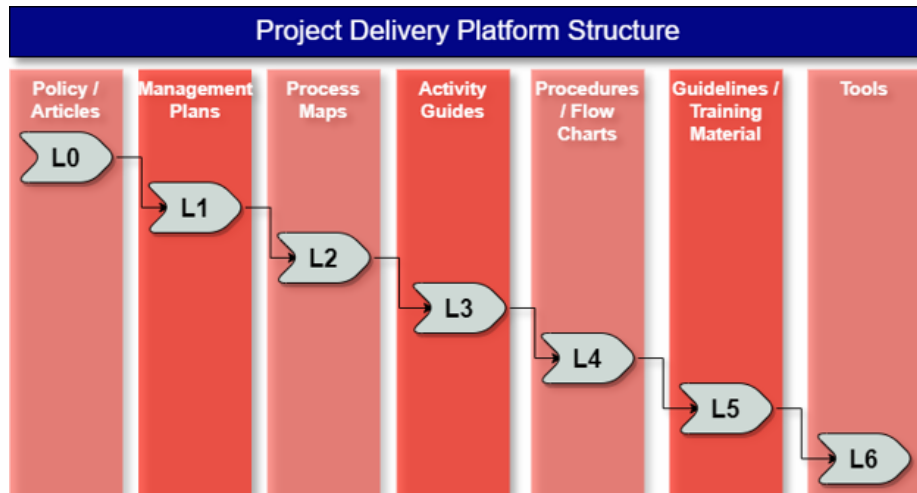 Project Delivery Platform Structure
Policy /
Articles
Management
Plans
Process
Maps
Activity
Guides
Procedures
/ Flow
Charts
Guidelines /
Training
Material
Tools
L0
L1
L2
L3
L4
L5
L6